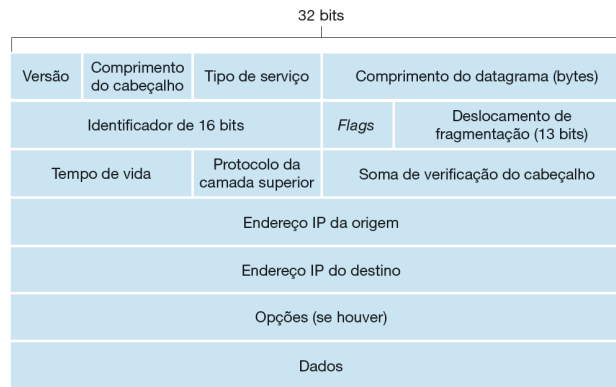 32 bits
Versão
Comprimento
do cabeçalho
Tipo de serviço
Comprimento do datagrama (bytes)
Identificador de 16 bits
Flags
Deslocamento de
fragmentação (13 bits)
Tempo de vida
Protocolo da
camada superior
Soma de verificação do cabeçalho
Endereço IP da origem
Endereço IP do destino
Opções (se houver)
Dados